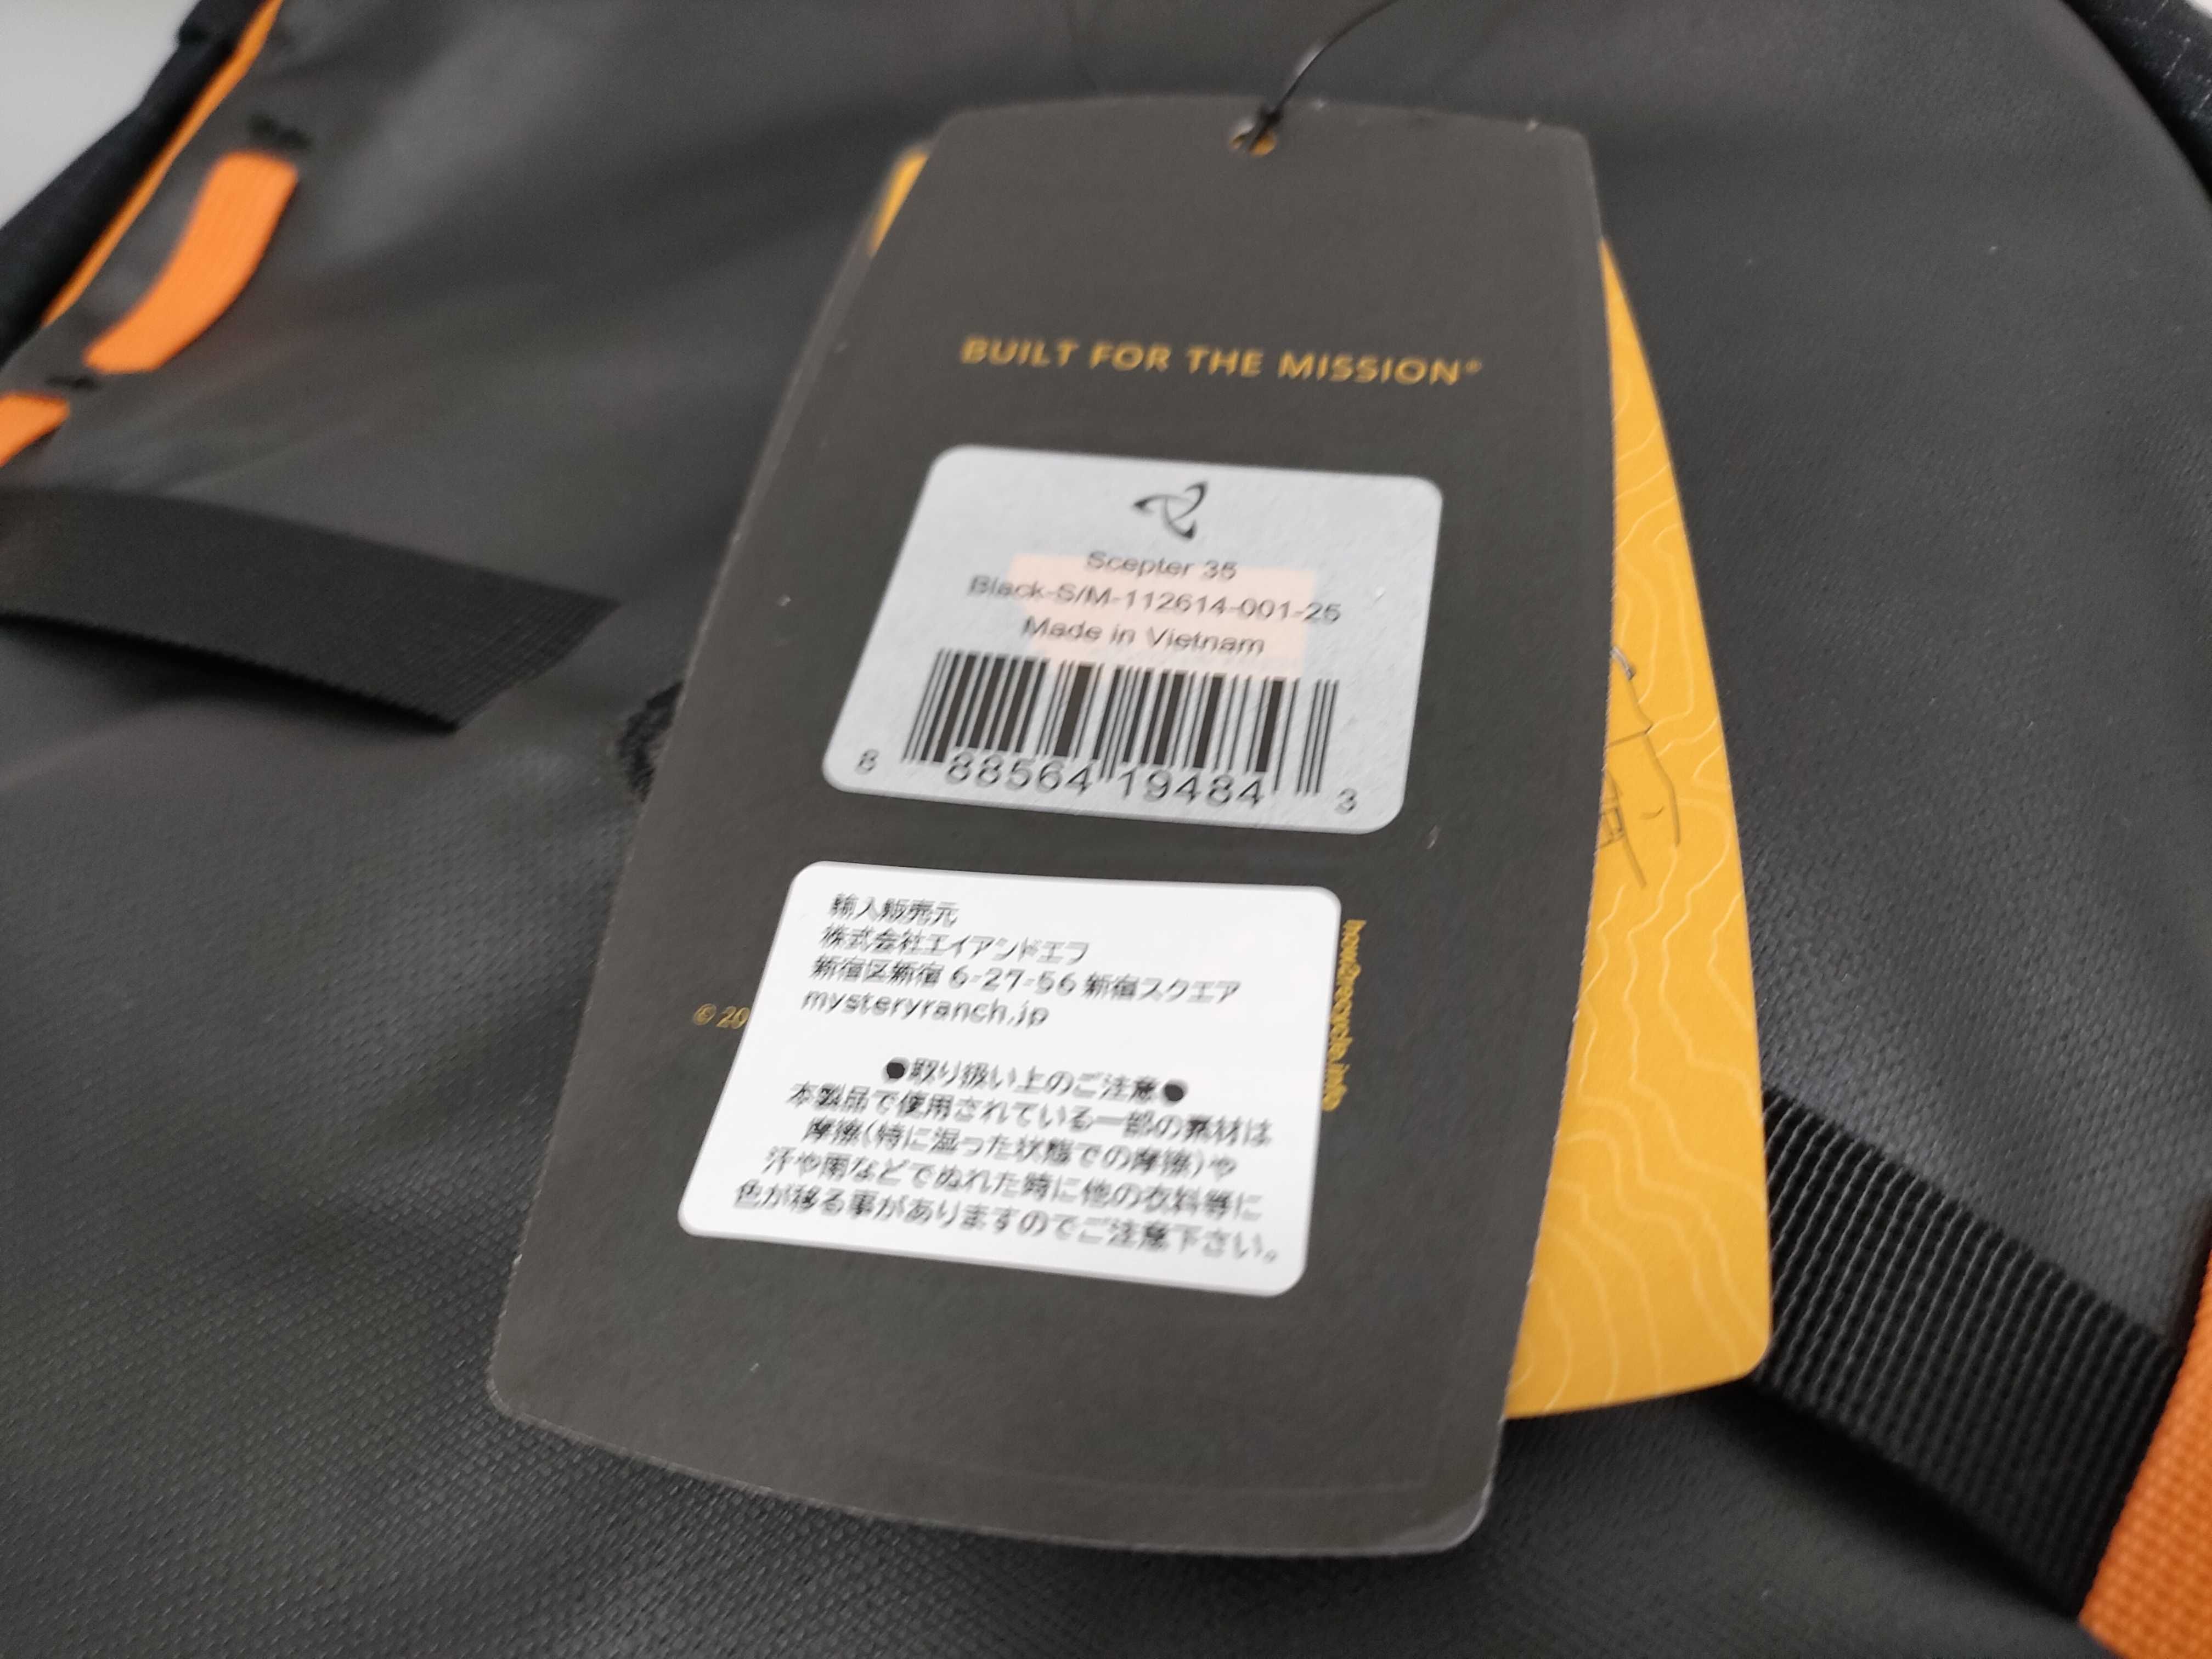 BUILT FOR THE MISSION®
Scepter 35
Black-S/M-112614-001-25
Made in Vietnam
8 88564 19484 3
輸入販売元
株式会社エイアンドエフ
新宿区新宿 6-27-56 新宿スクエア
mysteryranch.jp
●取り扱い上のご注意●
本製品で使用されている一部の素材は
摩擦(特に湿った状態での摩擦)や
汗や雨などでぬれた時に他の衣料等に
色が移る事がありますのでご注意下さい。
© 20
how2recycle.info